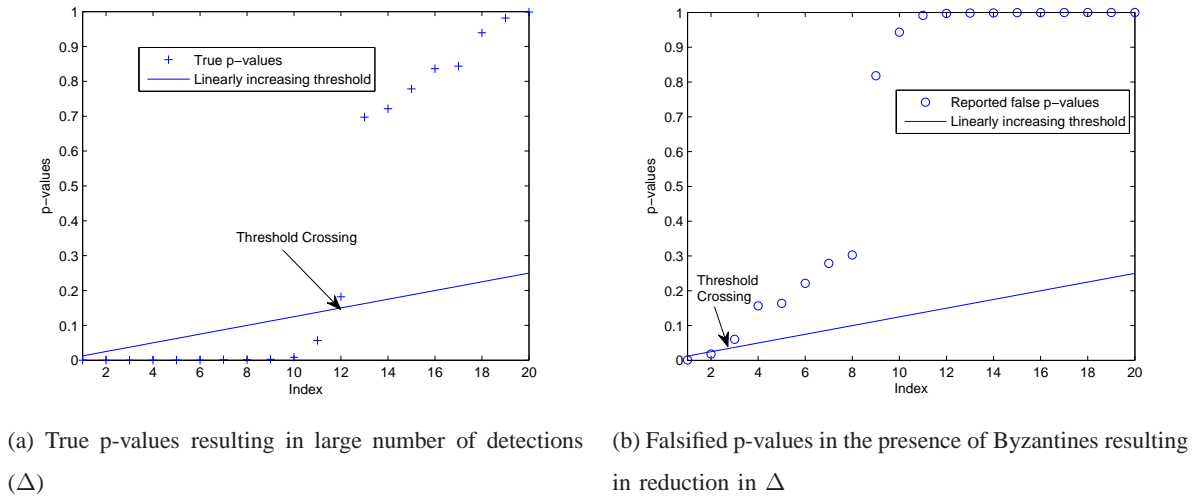 1
0.9
0.8
0.7
0.6
0.5
0.4
0.3
0.2
0.1
0
p−values
True p−values
Linearly increasing threshold
Threshold Crossing
2 4 6 8 10 12 14 16 18 20
Index
1
0.9
0.8
0.7
0.6
0.5
0.4
0.3
0.2
0.1
0
p−values
Reported false p−values
Linearly increasing threshold
Threshold
Crossing
2 4 6 8 10 12 14 16 18 20
Index
(a) True p-values resulting in large number of detections
(Δ)
(b) Falsified p-values in the presence of Byzantines resulting
in reduction in Δ